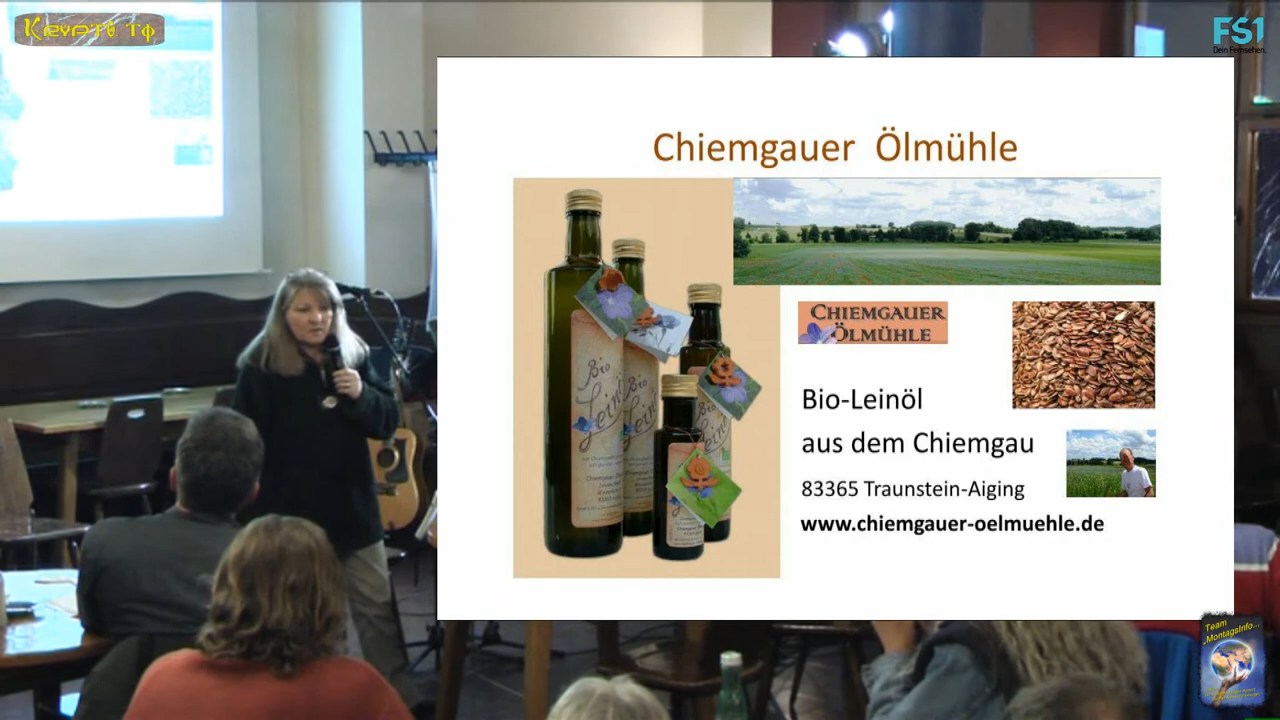 Krypto TV
FS1
Dein Fernsehen.
Chiemgauer Ölmühle
CHIEMGAUER
ÖLMÜHLE
Bio
Leinöl
Bio-Leinöl
aus dem Chiemgau
83365 Traunstein-Aiging
www.chiemgauer-oelmuehle.de
Team
„MontagsInfo...